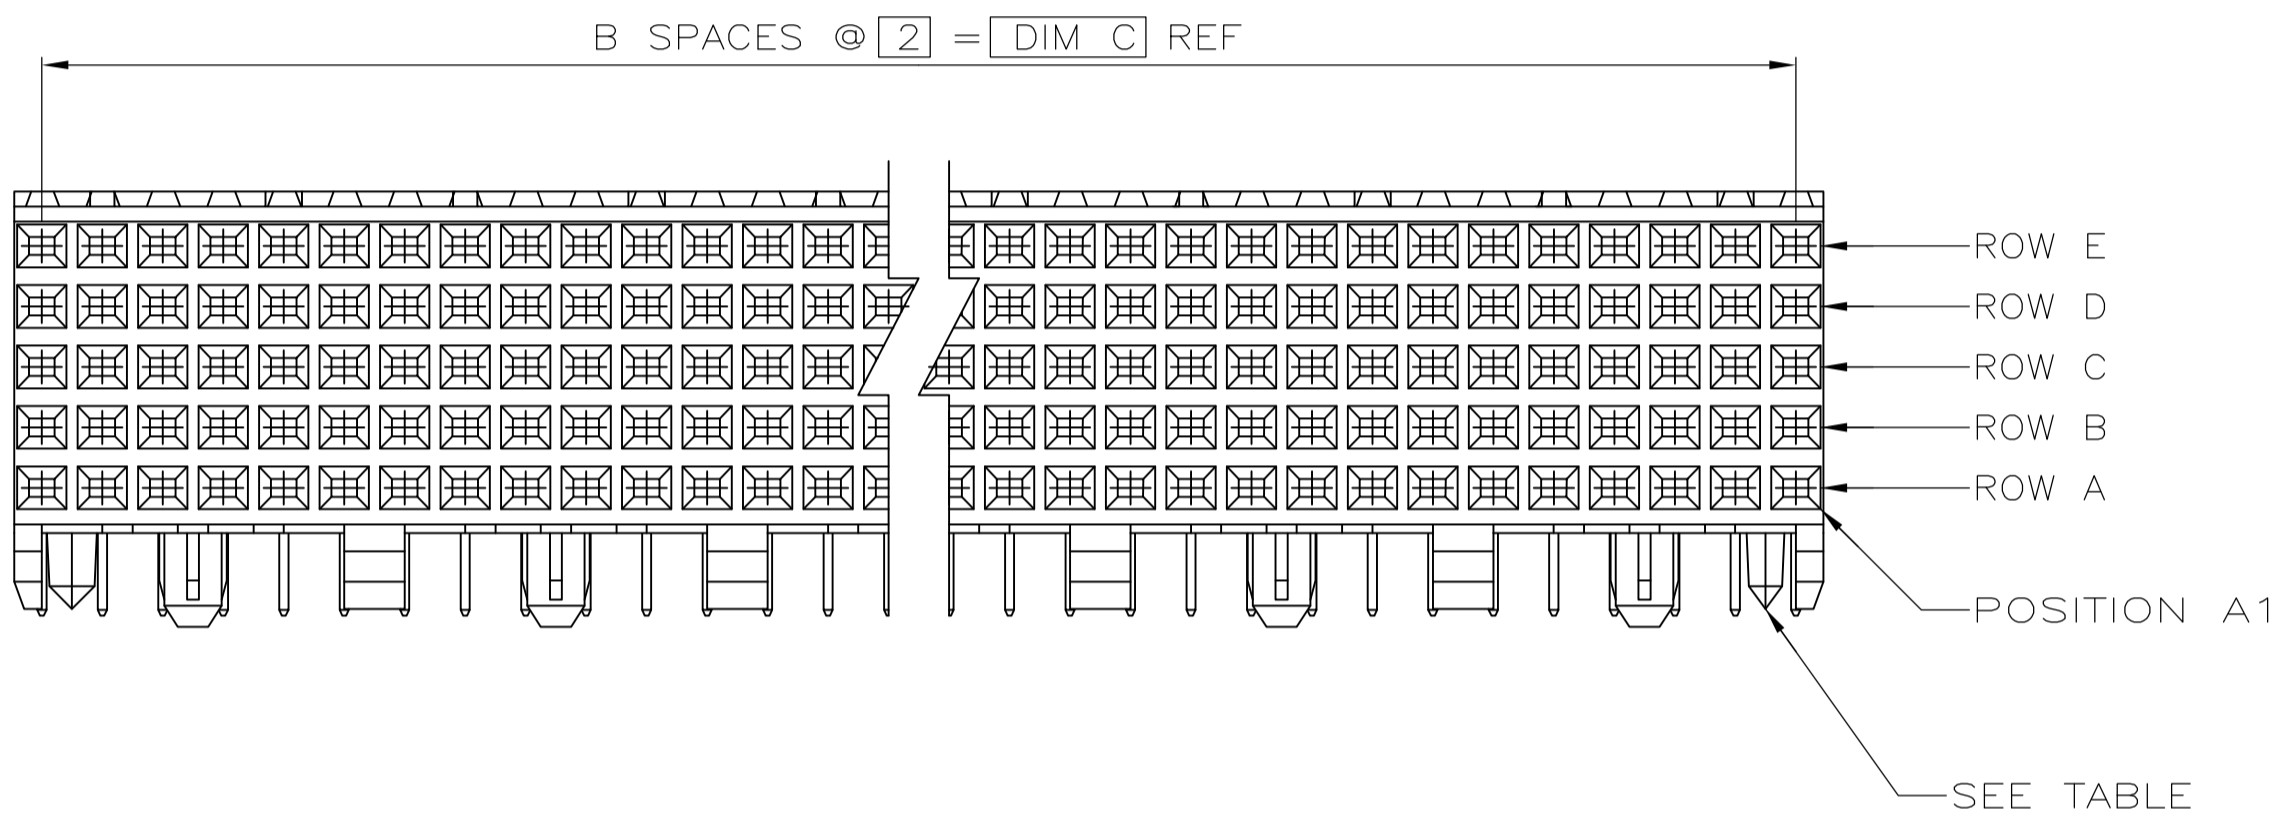 B SPACES @ 2 = DIM C REF
ROW E
ROW D
ROW C
ROW B
ROW A
POSITION A1
SEE TABLE